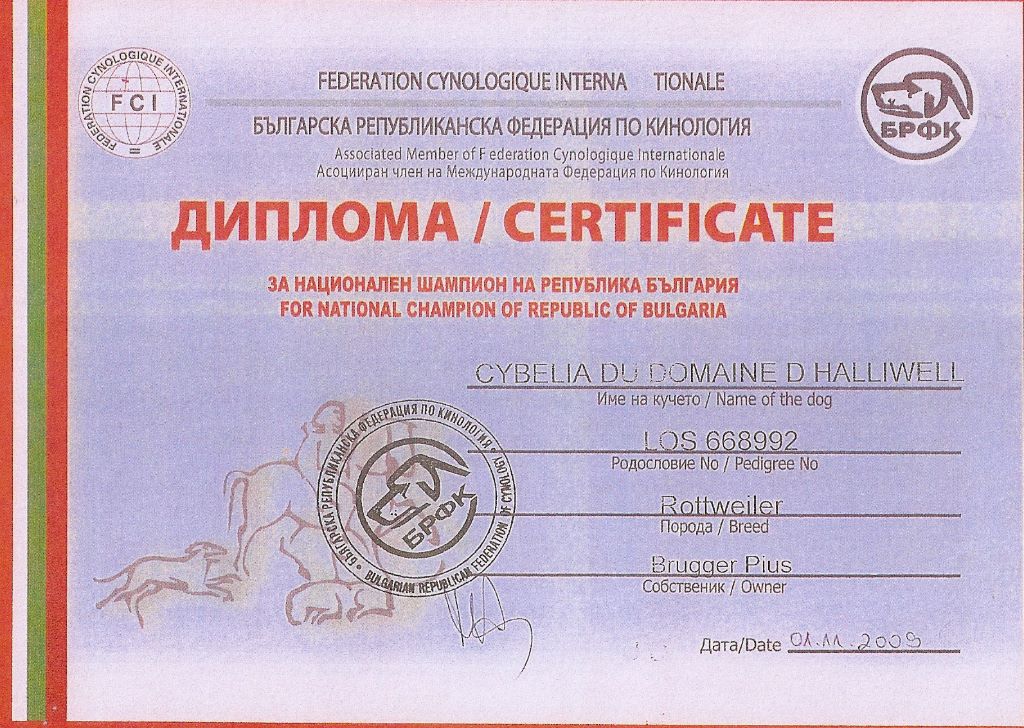 FEDERATION CYNOLOGIQUE INTERNATIONALE
FCI
=
FEDERATION CYNOLOGIQUE INTERNA TIONALE
БЪЛГАРСКА РЕПУБЛИКАНСКА ФЕДЕРАЦИЯ ПО КИНОЛОГИЯ
Associated Member of Federation Cynologique Internationale
Асоцииран член на Международната Федерация по Кинология
БРФК
ДИПЛОМА / CERTIFICATE
ЗА НАЦИОНАЛЕН ШАМПИОН НА РЕПУБЛИКА БЪЛГАРИЯ
FOR NATIONAL CHAMPION OF REPUBLIC OF BULGARIA
CYBELIA DU DOMAINE D HALLIWELL
Име на кучето / Name of the dog
LOS 668992
Родословие No / Pedigree No
Rottweiler
Порода / Breed
Brugger Pius
Собственик / Owner
БЪЛГАРСКА РЕПУБЛИКАНСКА ФЕДЕРАЦИЯ ПО КИНОЛОГИЯ
БРФК
BULGARIAN REPUBLICAN FEDERATION OF CYNOLOGY
Дата/Date 01.11.2009